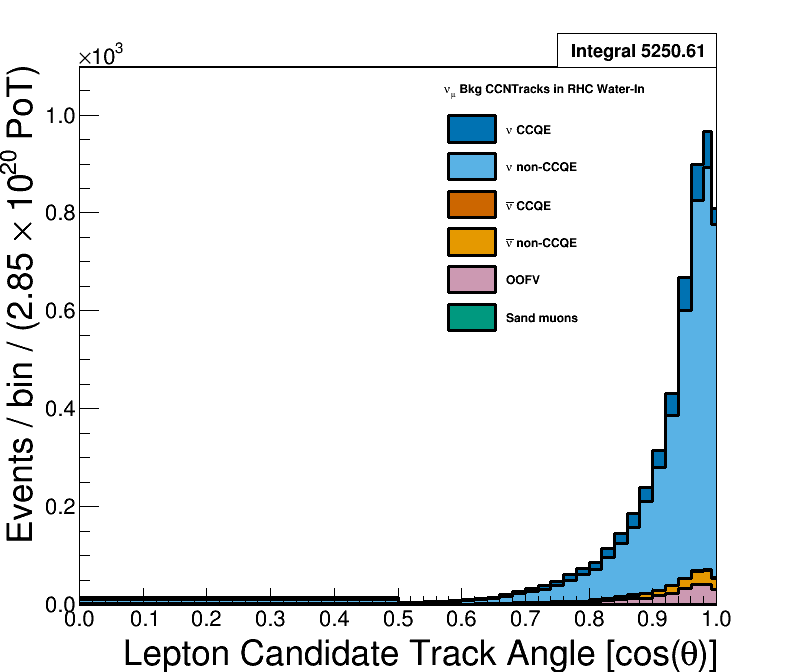 Integral 5250.61
×10³
ν_μ Bkg CCNTracks in RHC Water-In
ν CCQE
ν non-CCQE
ν̅ CCQE
ν̅ non-CCQE
OOFV
Sand muons
Events / bin / (2.85 × 10²⁰ PoT)
1.0
0.8
0.6
0.4
0.2
0.0
0.0 0.1 0.2 0.3 0.4 0.5 0.6 0.7 0.8 0.9 1.0
Lepton Candidate Track Angle [cos(θ)]